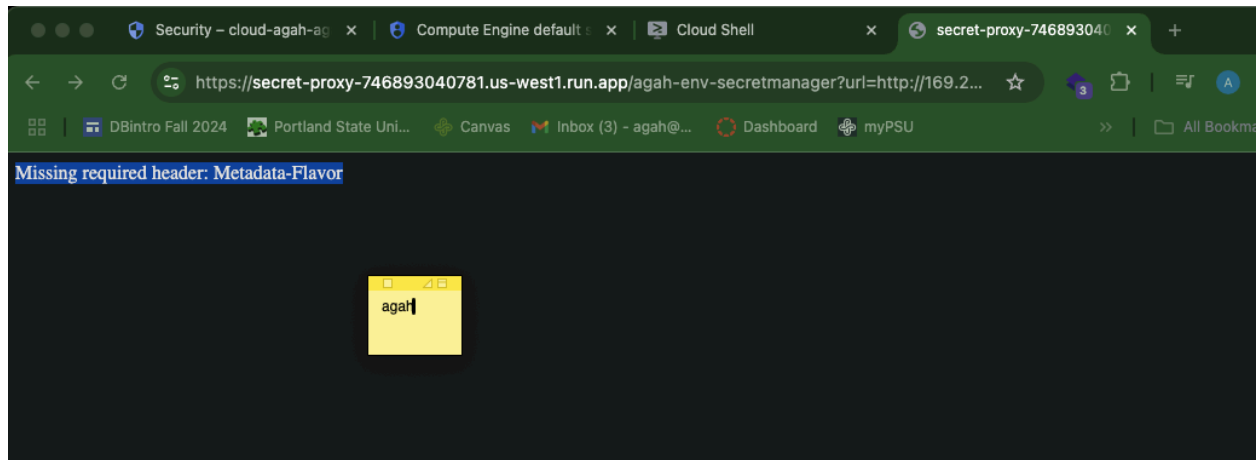 Security – cloud-agah-ag
Compute Engine default s
Cloud Shell
secret-proxy-746893040
https://secret-proxy-746893040781.us-west1.run.app/agah-env-secretmanager?url=http://169.2...
3
A
DBintro Fall 2024
Portland State Uni...
Canvas
Inbox (3) - agah@...
Dashboard
myPSU
All Bookma
Missing required header: Metadata-Flavor
agah